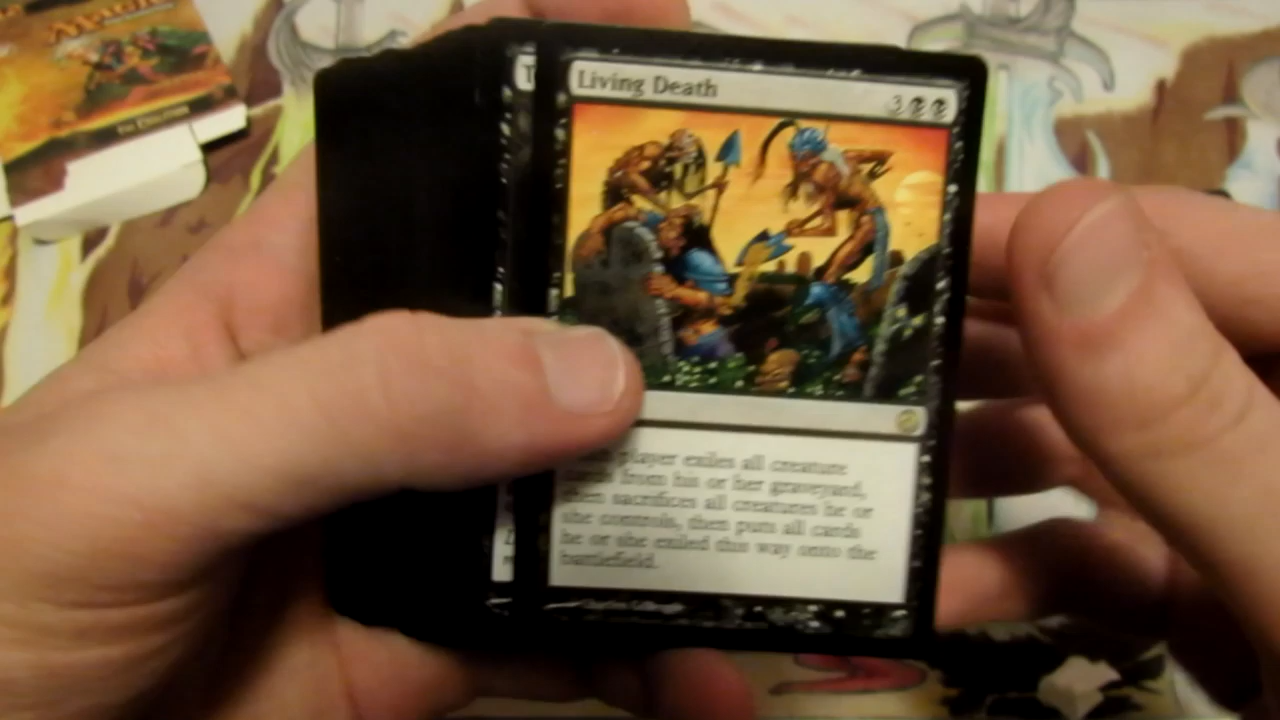 MAGIC
Living Death
3
T
player exiles all creature
from his or her graveyard,
then sacrifices all creatures he or
she controls, then puts all cards
he or she exiled this way onto the
battlefield.